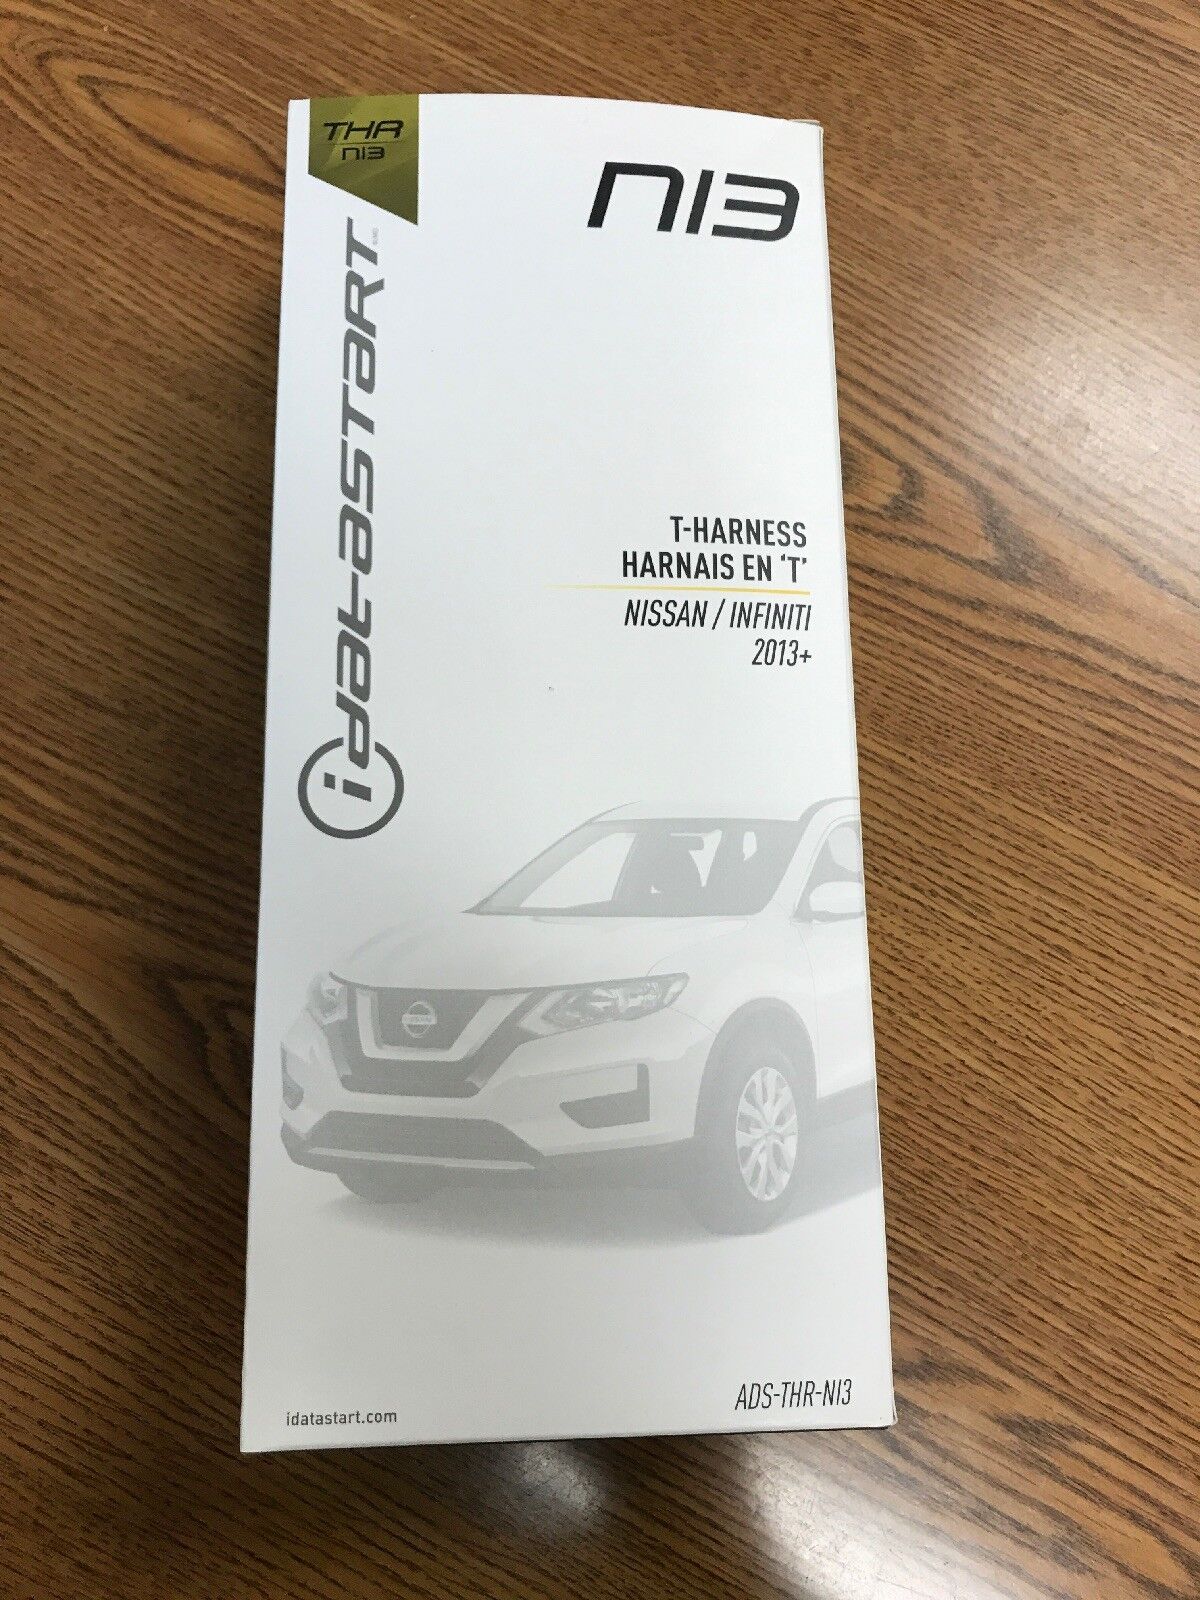 THR
NI3
NI3
idatastart
T-HARNESS
HARNAIS EN 'T'
NISSAN / INFINITI
2013+
ADS-THR-NI3
idatastart.com